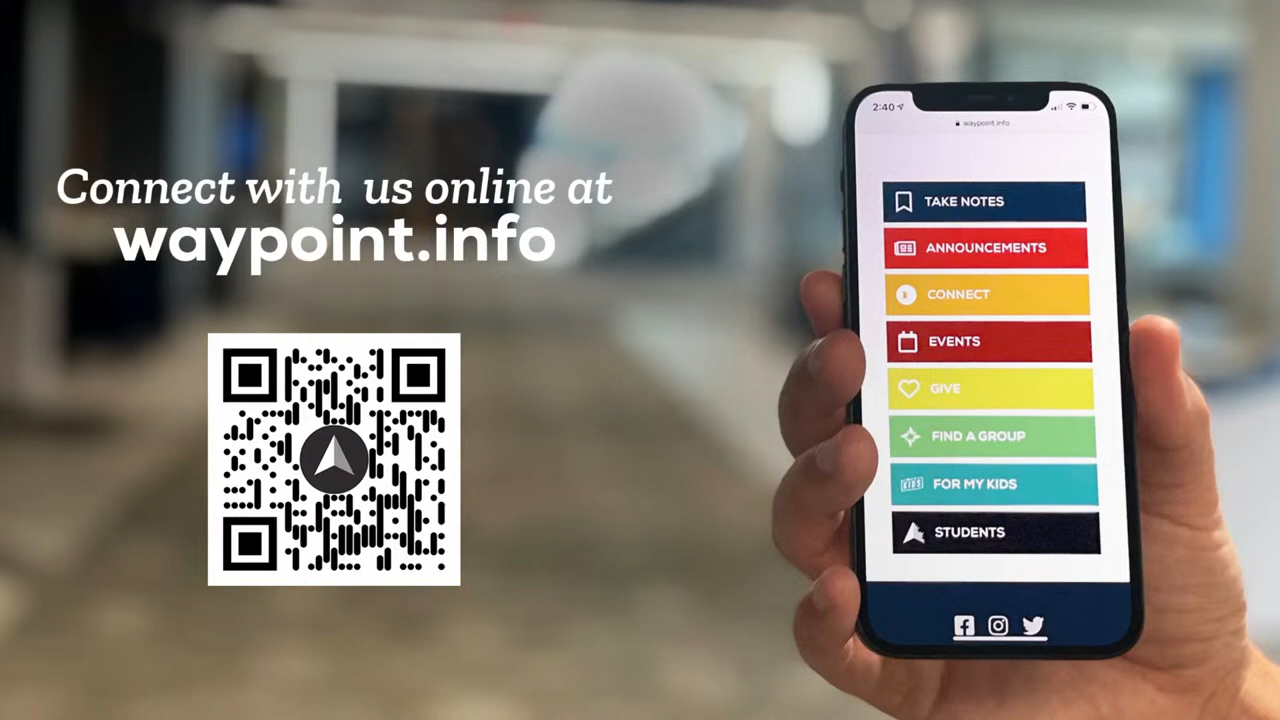 Connect with us online at
waypoint.info
2:40
waypoint.info
TAKE NOTES
ANNOUNCEMENTS
CONNECT
EVENTS
GIVE
FIND A GROUP
KIDS FOR MY KIDS
STUDENTS